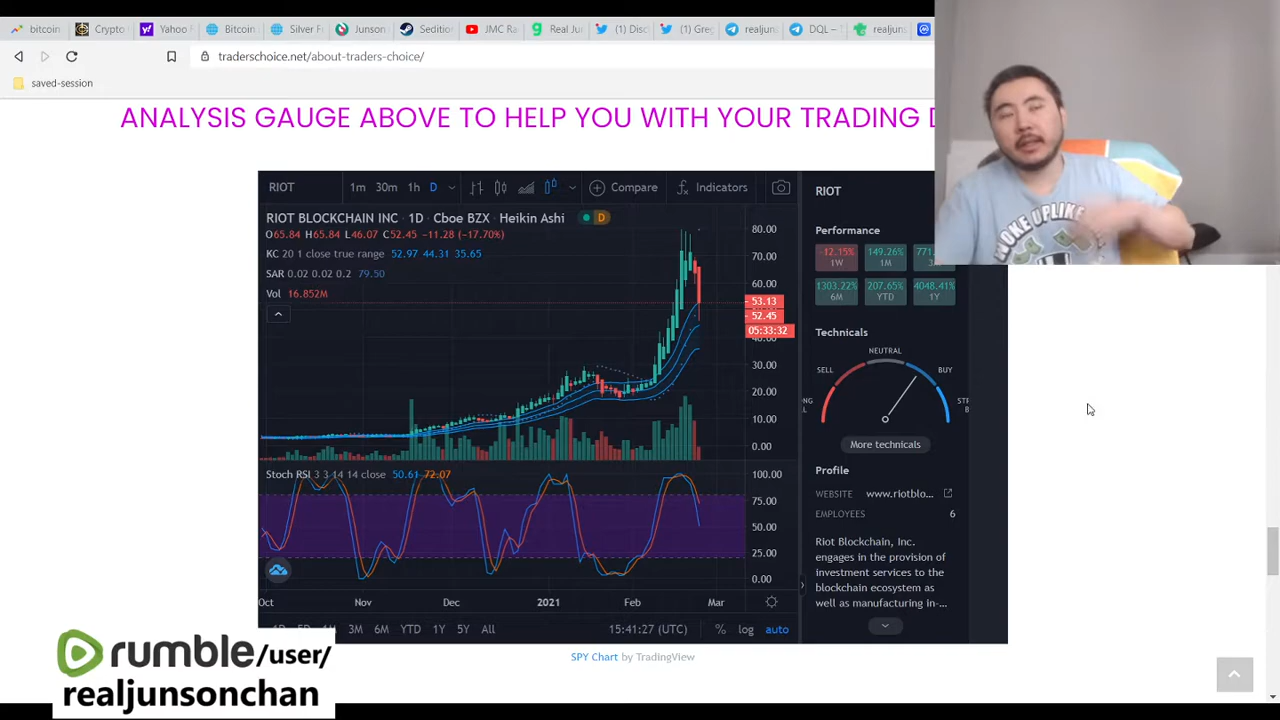 bitcoin
Crypto
Yahoo
Bitcoin
Silver F
Junson
Sedition
JMC Ra
Real Ju
(1) Disc
(1) Gre
realjun
DQL –
realjun
traderschoice.net/about-traders-choice/
saved-session
ANALYSIS GAUGE ABOVE TO HELP YOU WITH YOUR TRADING
RIOT
1m 30m 1h D
Compare
Indicators
RIOT
RIOT BLOCKCHAIN INC · 1D · Cboe BZX · Heikin Ashi
D
O65.84 H65.84 L46.07 C52.45 −11.28 (−17.70%)
KC 20 1 close true range 52.97 44.31 35.65
SAR 0.02 0.02 0.2 79.50
Vol 16.852M
80.00
70.00
60.00
53.13
52.45
05:33:32
40.00
30.00
20.00
10.00
0.00
Stoch RSI 3 3 14 14 close 50.61 72.07
100.00
75.00
50.00
25.00
0.00
Oct Nov Dec 2021 Feb Mar
1D 5D 1M 3M 6M YTD 1Y 5Y All
15:41:27 (UTC)
% log auto
Performance
-12.15% 149.26% 771.
1W 1M 3M
1303.22% 207.65% 4048.41%
6M YTD 1Y
Technicals
NEUTRAL
SELL
BUY
More technicals
Profile
WEBSITE www.riotblo...
EMPLOYEES 6
Riot Blockchain, Inc.
engages in the provision of
investment services to the
blockchain ecosystem as
well as manufacturing in-...
SPY Chart by TradingView
rumble/user/
realjunsonchan